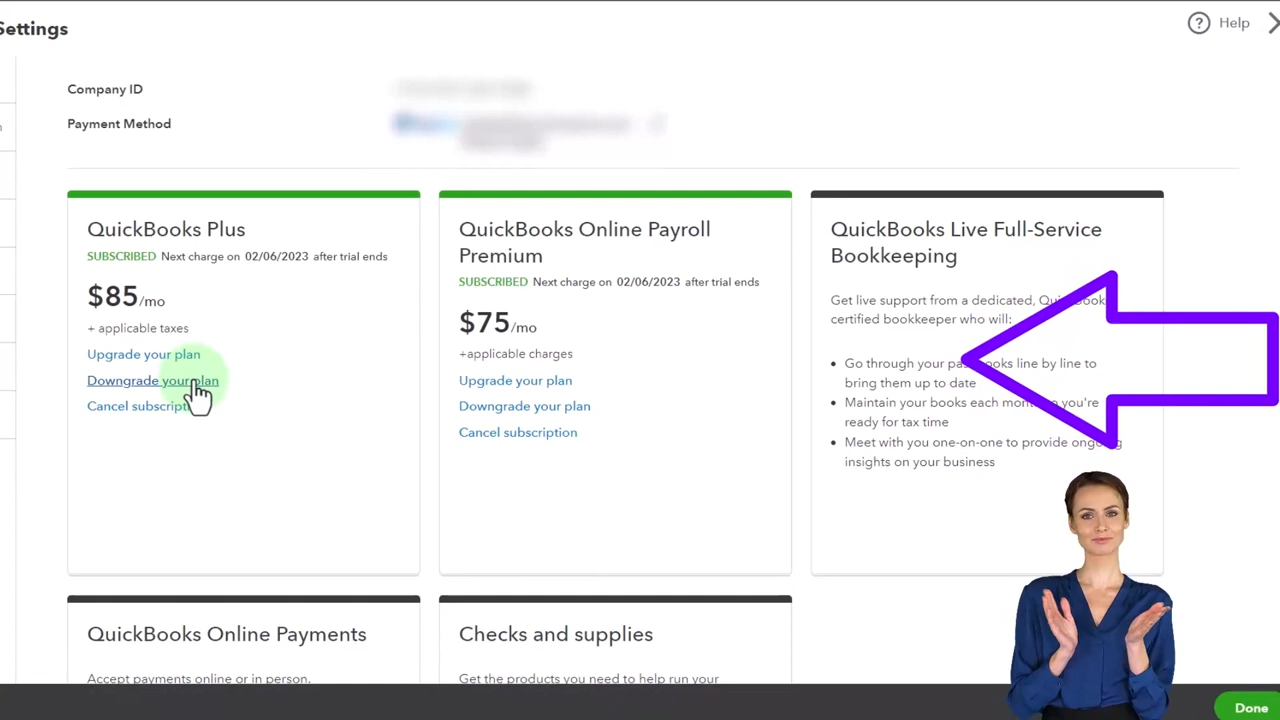 Settings
Help
Company ID
Payment Method
QuickBooks Plus
SUBSCRIBED Next charge on 02/06/2023 after trial ends
$85/mo
+ applicable taxes
Upgrade your plan
Downgrade your plan
Cancel subscript
QuickBooks Online Payroll
Premium
SUBSCRIBED Next charge on 02/06/2023 after trial ends
$75/mo
+applicable charges
Upgrade your plan
Downgrade your plan
Cancel subscription
QuickBooks Live Full-Service
Bookkeeping
Get live support from a dedicated, QuickBook
certified bookkeeper who will:
Go through your pas books line by line to
bring them up to date
Maintain your books each mon so you're
ready for tax time
Meet with you one-on-one to provide ongoing
insights on your business
QuickBooks Online Payments
Accept payments online or in person.
Checks and supplies
Get the products you need to help run your
Done